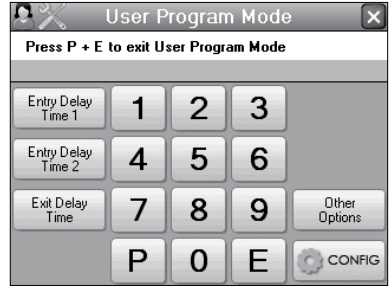 User Program Mode
Press P + E to exit User Program Mode
Entry Delay
Time 1
1 2 3
Entry Delay
Time 2
4 5 6
Exit Delay
Time
7 8 9
Other
Options
P 0 E
CONFIG